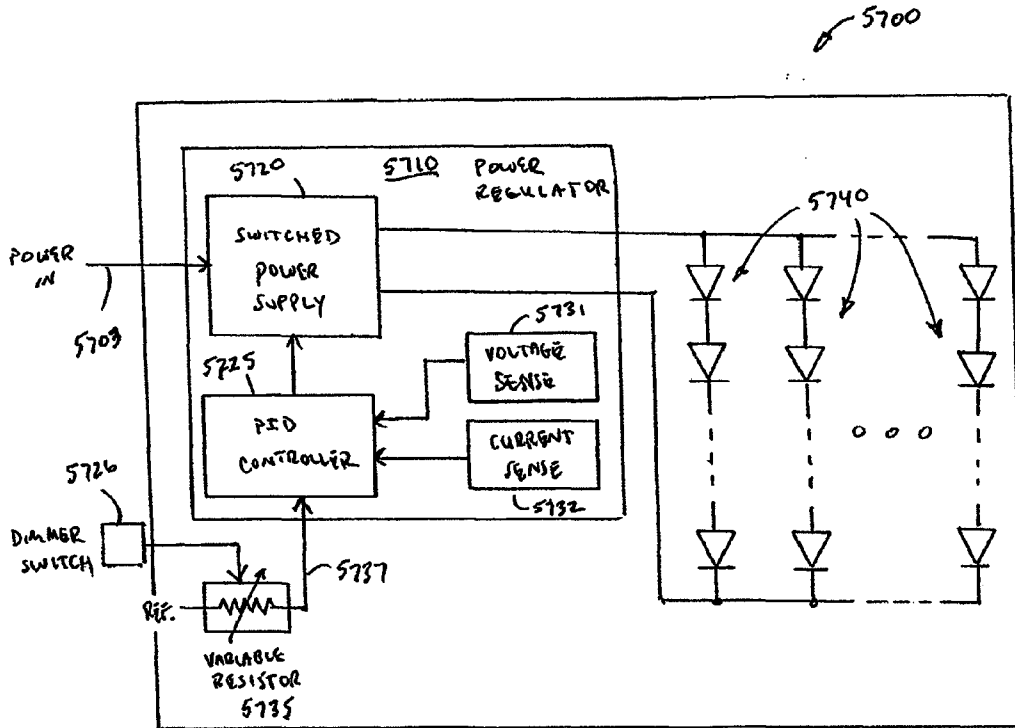 5700
5710 POWER
REGULATOR
5720
SWITCHED
POWER
SUPPLY
POWER
IN
5703
5740
5731
VOLTAGE
SENSE
5725
PID
CONTROLLER
CURRENT
SENSE
5732
5726
DIMMER
SWITCH
5737
REF.
VARIABLE
RESISTOR
5735